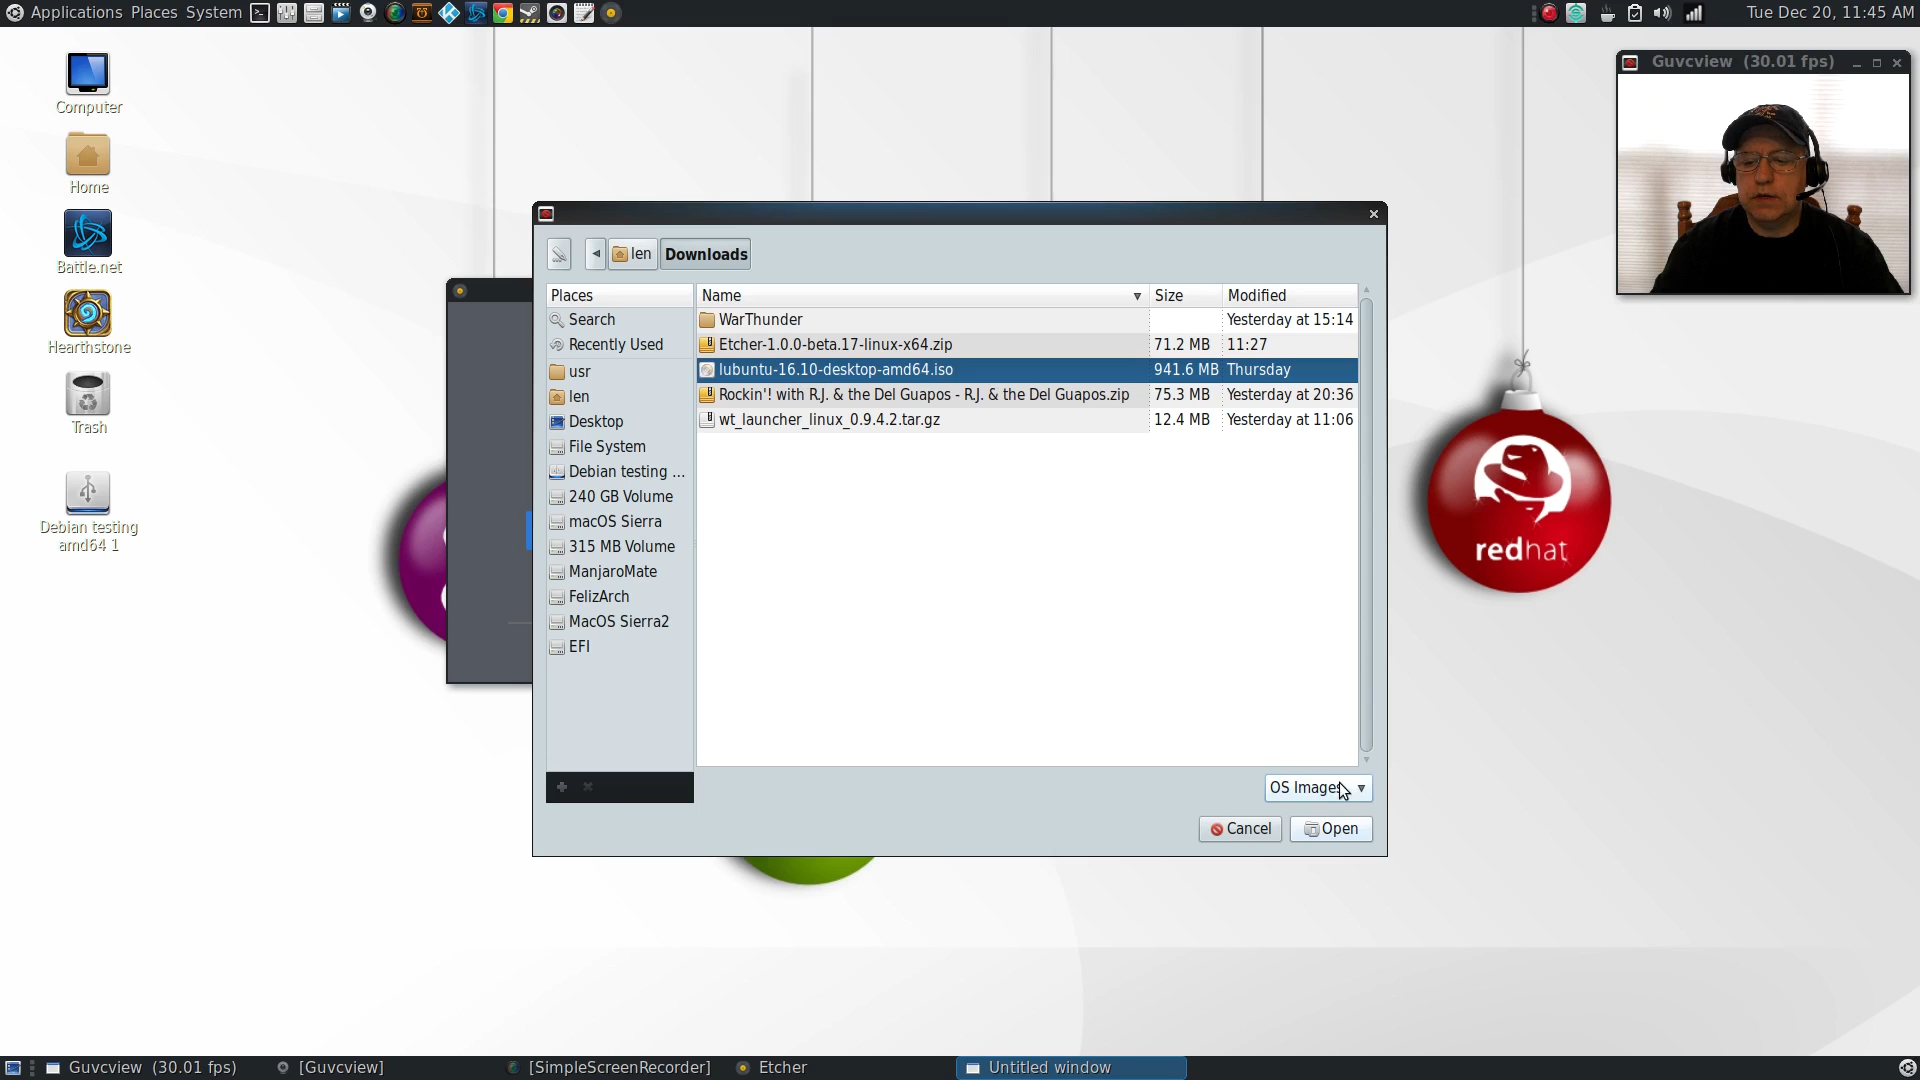 Applications Places System
Tue Dec 20, 11:45 AM
Computer
Home
Battle.net
Hearthstone
Trash
Debian testing
amd64 1
Guvcview (30.01 fps)
len
Downloads
Places
Search
Recently Used
usr
len
Desktop
File System
Debian testing ...
240 GB Volume
macOS Sierra
315 MB Volume
ManjaroMate
FelizArch
MacOS Sierra2
EFI
Name Size Modified
WarThunder Yesterday at 15:14
Etcher-1.0.0-beta.17-linux-x64.zip 71.2 MB 11:27
lubuntu-16.10-desktop-amd64.iso 941.6 MB Thursday
Rockin'! with R.J. & the Del Guapos - R.J. & the Del Guapos.zip 75.3 MB Yesterday at 20:36
wt_launcher_linux_0.9.4.2.tar.gz 12.4 MB Yesterday at 11:06
OS Images
Cancel Open
redhat
Guvcview (30.01 fps) [Guvcview] [SimpleScreenRecorder] Etcher Untitled window